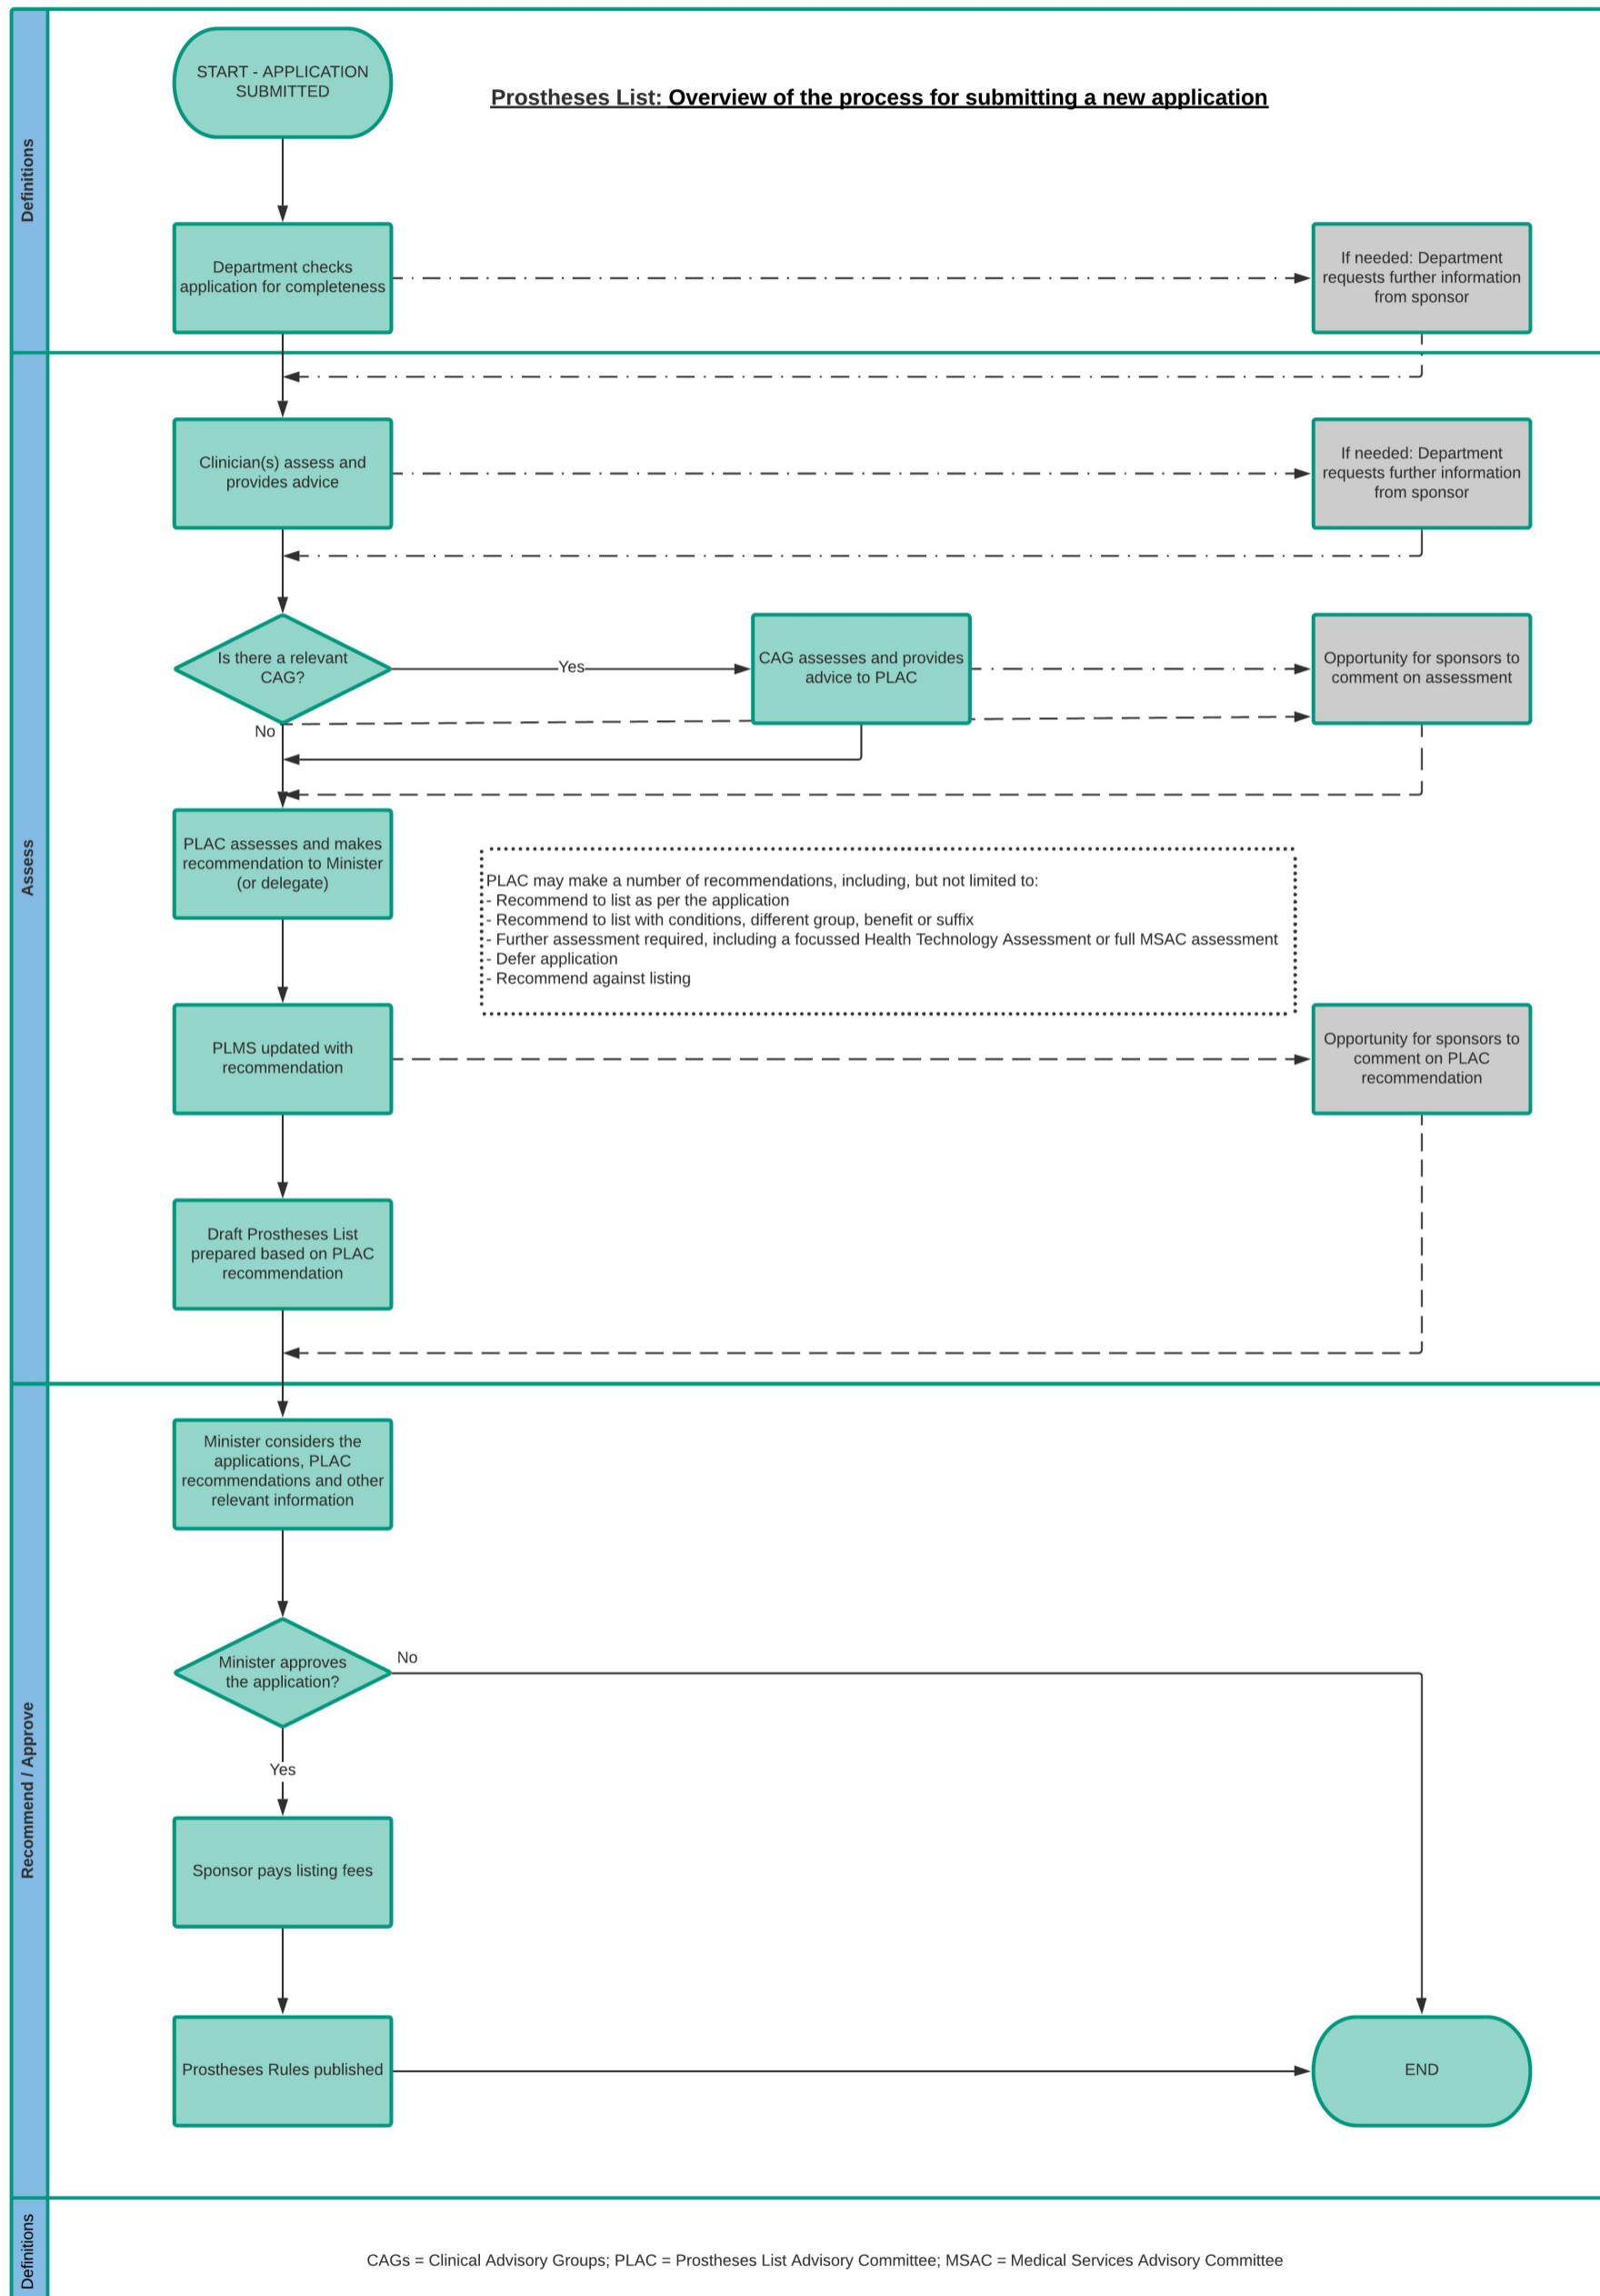 Definitions
START - APPLICATION
SUBMITTED
Prostheses List: Overview of the process for submitting a new application
Department checks
application for completeness
If needed: Department
requests further information
from sponsor
Assess
Clinician(s) assess and
provides advice
If needed: Department
requests further information
from sponsor
Is there a relevant
CAG?
Yes
CAG assesses and provides
advice to PLAC
Opportunity for sponsors to
comment on assessment
No
PLAC assesses and makes
recommendation to Minister
(or delegate)
PLAC may make a number of recommendations, including, but not limited to:
- Recommend to list as per the application
- Recommend to list with conditions, different group, benefit or suffix
- Further assessment required, including a focussed Health Technology Assessment or full MSAC assessment
- Defer application
- Recommend against listing
PLMS updated with
recommendation
Opportunity for sponsors to
comment on PLAC
recommendation
Draft Prostheses List
prepared based on PLAC
recommendation
Recommend / Approve
Minister considers the
applications, PLAC
recommendations and other
relevant information
Minister approves
the application?
No
Yes
Sponsor pays listing fees
Prostheses Rules published
END
Definitions
CAGs = Clinical Advisory Groups; PLAC = Prostheses List Advisory Committee; MSAC = Medical Services Advisory Committee